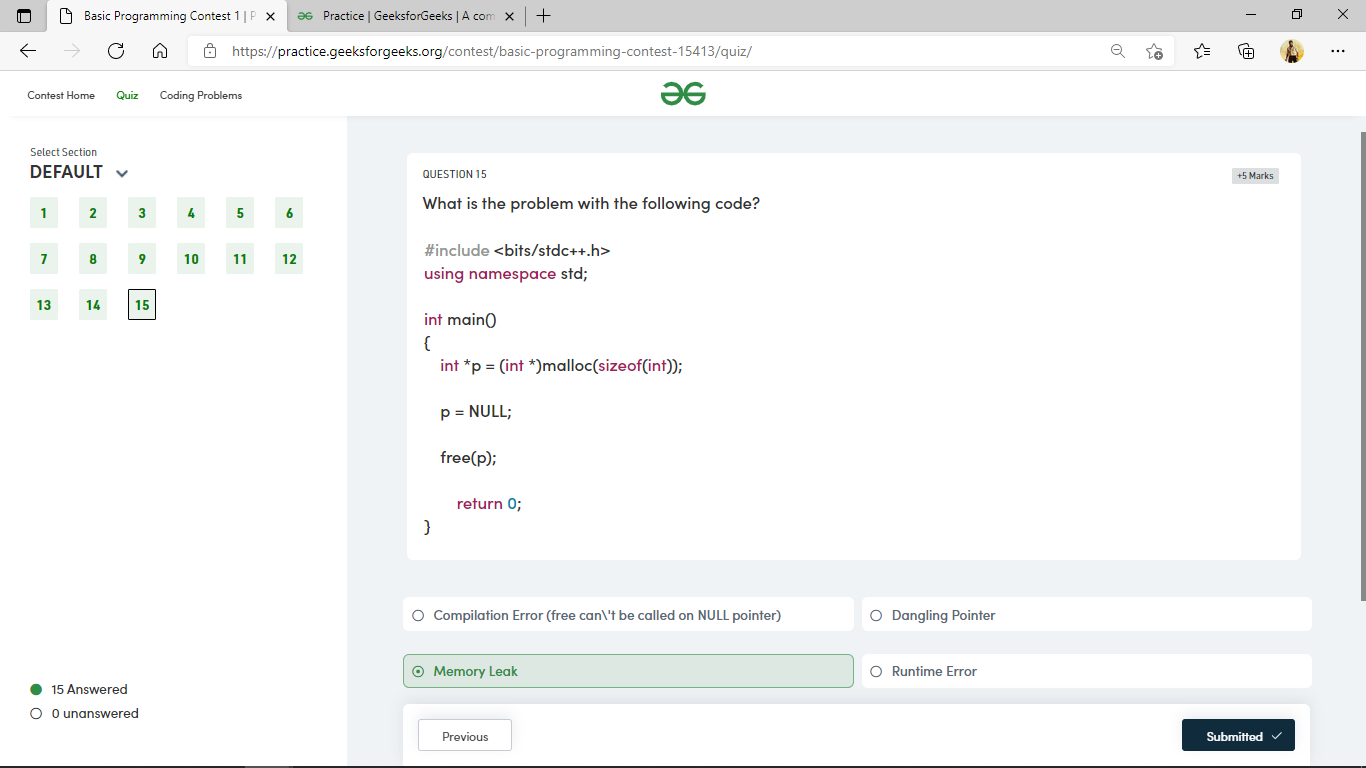 Basic Programming Contest 1 | P
Practice | GeeksforGeeks | A com
https://practice.geeksforgeeks.org/contest/basic-programming-contest-15413/quiz/
Contest Home Quiz Coding Problems
Select Section
DEFAULT
1 2 3 4 5 6
7 8 9 10 11 12
13 14 15
15 Answered
0 unanswered
QUESTION 15
+5 Marks
What is the problem with the following code?
#include <bits/stdc++.h>
using namespace std;
int main()
{
int *p = (int *)malloc(sizeof(int));
p = NULL;
free(p);
return 0;
}
Compilation Error (free can\'t be called on NULL pointer)
Dangling Pointer
Memory Leak
Runtime Error
Previous
Submitted